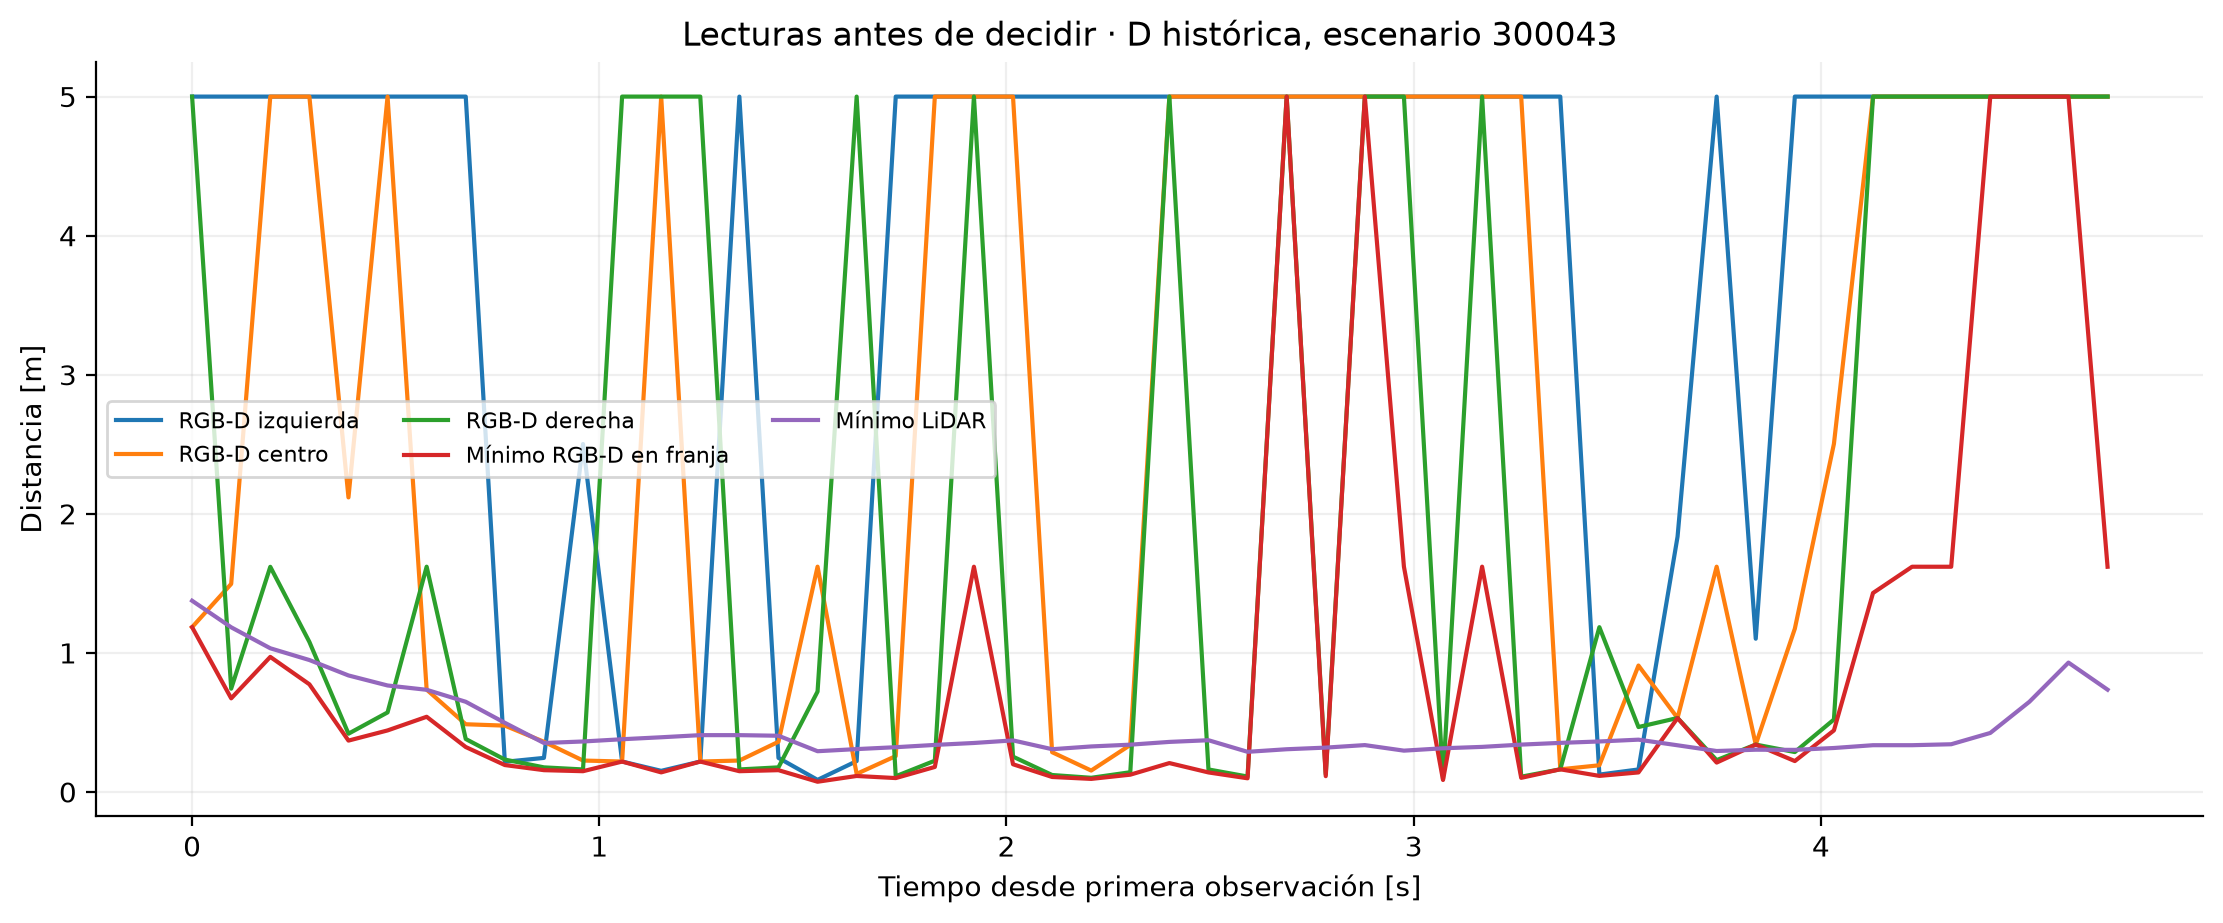 Lecturas antes de decidir · D histórica, escenario 300043
Distancia [m]
5
4
3
2
1
0
RGB-D izquierda
RGB-D centro
RGB-D derecha
Mínimo RGB-D en franja
Mínimo LiDAR
0
1
2
3
4
Tiempo desde primera observación [s]